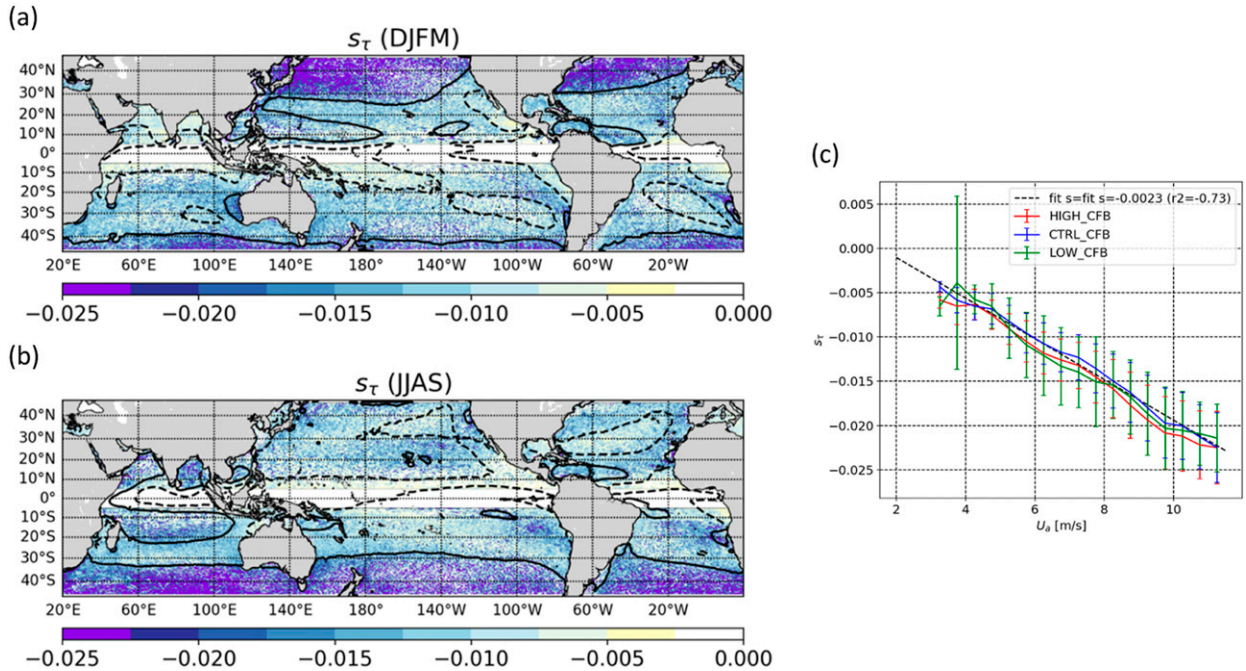 (a)
sτ (DJFM)
40°N
30°N
20°N
10°N
0°
10°S
20°S
30°S
40°S
20°E 60°E 100°E 140°E 180° 140°W 100°W 60°W 20°W
−0.025 −0.020 −0.015 −0.010 −0.005 0.000
(b)
sτ (JJAS)
40°N
30°N
20°N
10°N
0°
10°S
20°S
30°S
40°S
20°E 60°E 100°E 140°E 180° 140°W 100°W 60°W 20°W
−0.025 −0.020 −0.015 −0.010 −0.005 0.000
(c)
fit s=fit s=-0.0023 (r2=-0.73)
HIGH_CFB
CTRL_CFB
LOW_CFB
0.005
0.000
−0.005
−0.010
−0.015
−0.020
−0.025
sτ
2 4 6 8 10
Ua [m/s]